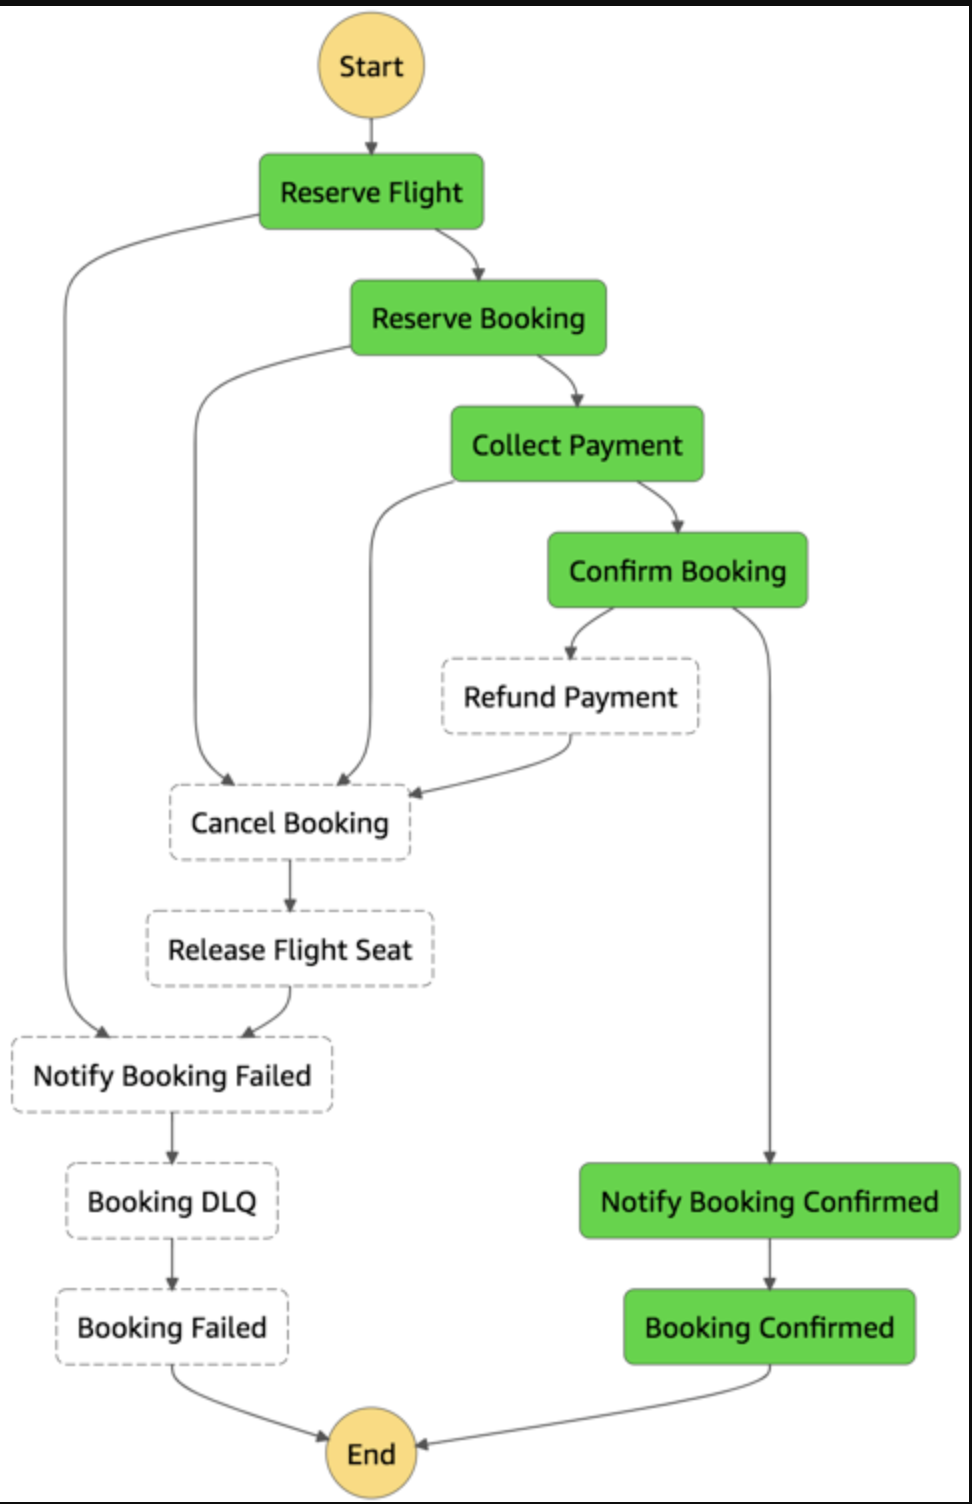 Start
Reserve Flight
Reserve Booking
Collect Payment
Confirm Booking
Refund Payment
Cancel Booking
Release Flight Seat
Notify Booking Failed
Booking DLQ
Notify Booking Confirmed
Booking Failed
Booking Confirmed
End